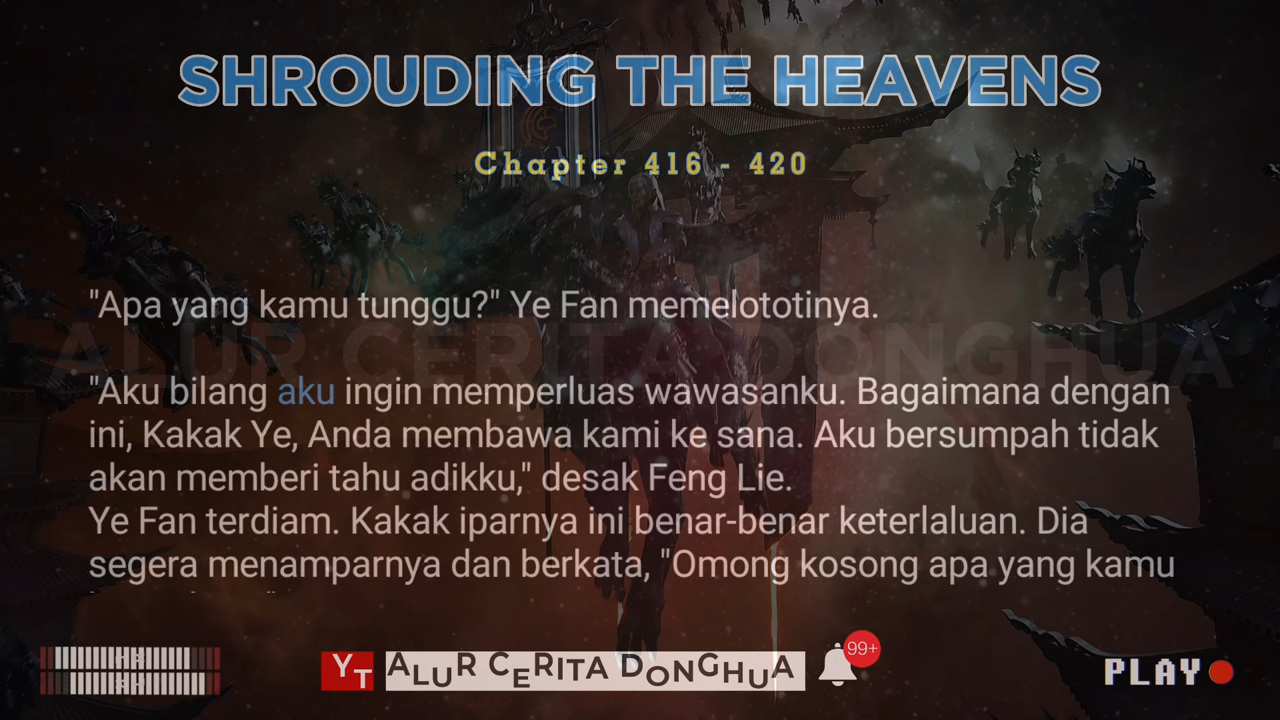 SHROUDING THE HEAVENS
Chapter 416 - 420
"Apa yang kamu tunggu?" Ye Fan memelototinya.
ALUR CERITA DONGHUA
"Aku bilang aku ingin memperluas wawasanku. Bagaimana dengan
ini, Kakak Ye, Anda membawa kami ke sana. Aku bersumpah tidak
akan memberi tahu adikku," desak Feng Lie.
Ye Fan terdiam. Kakak iparnya ini benar-benar keterlaluan. Dia
segera menamparnya dan berkata, "Omong kosong apa yang kamu
YT ALUR CERITA DONGHUA
99+
PLAY